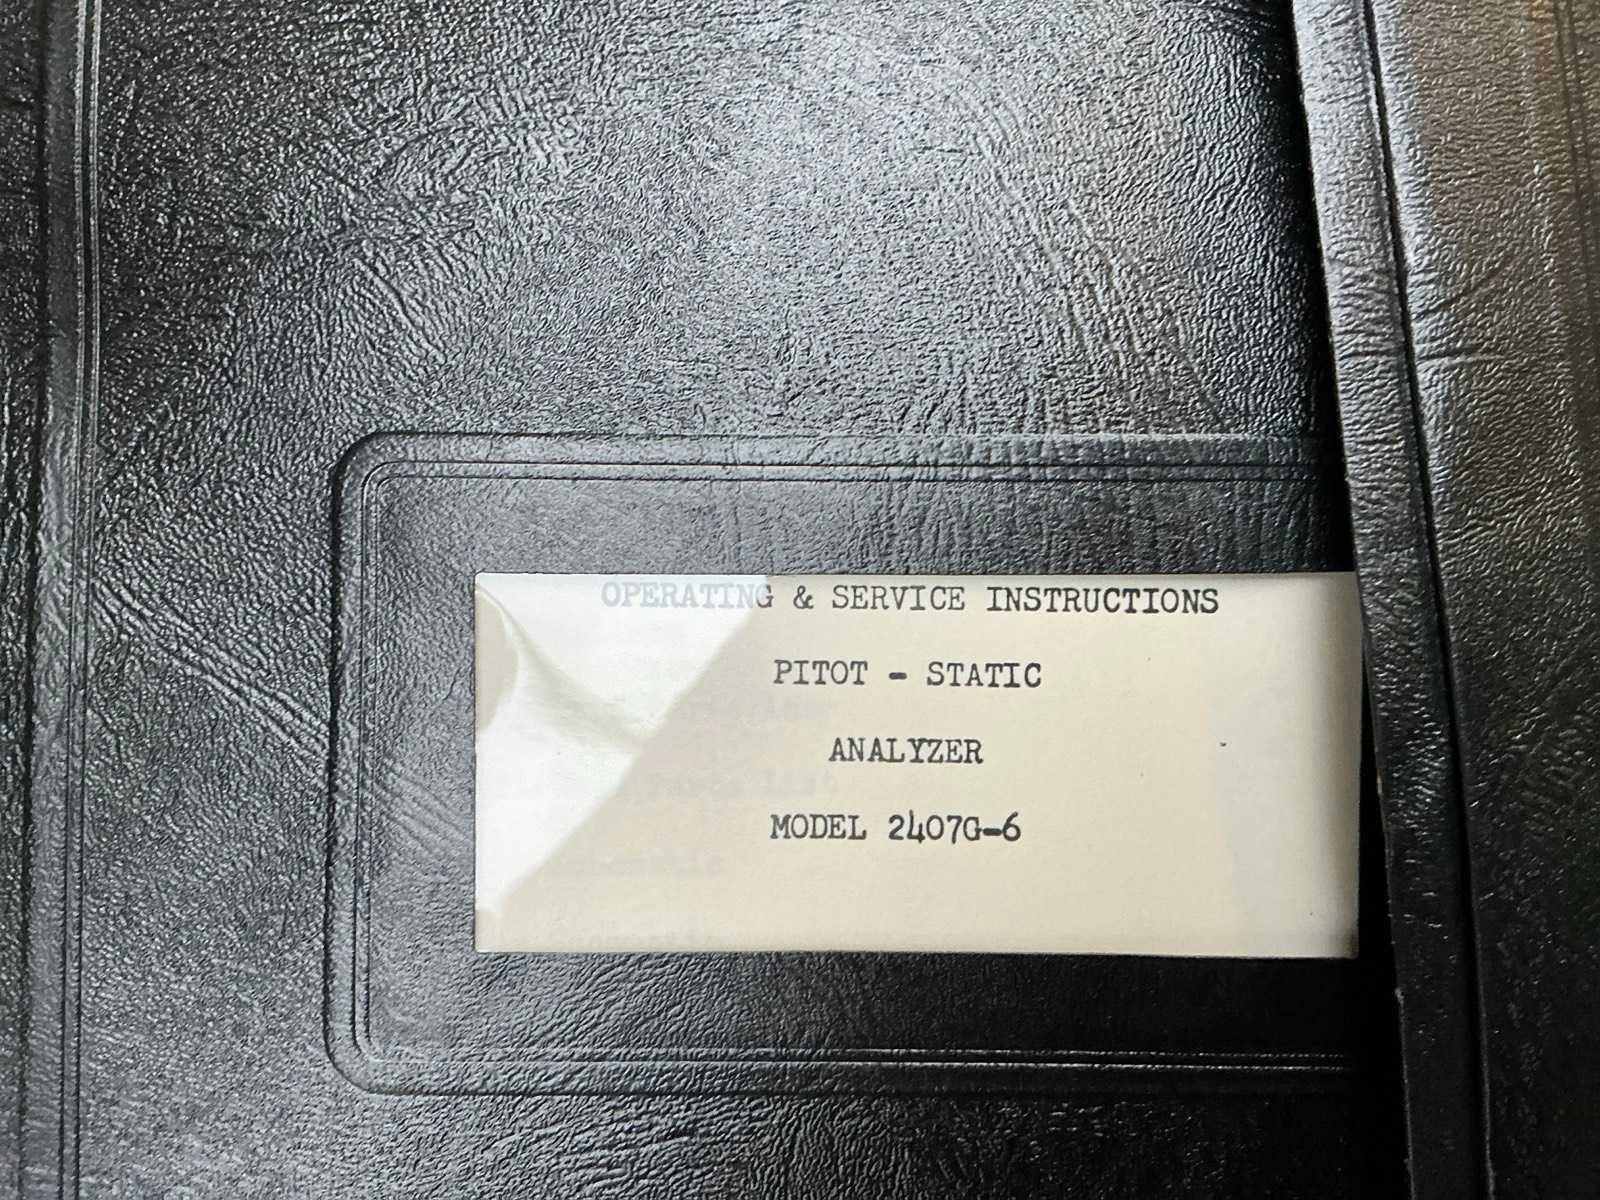 OPERATING & SERVICE INSTRUCTIONS
PITOT - STATIC
ANALYZER
MODEL 2407G-6